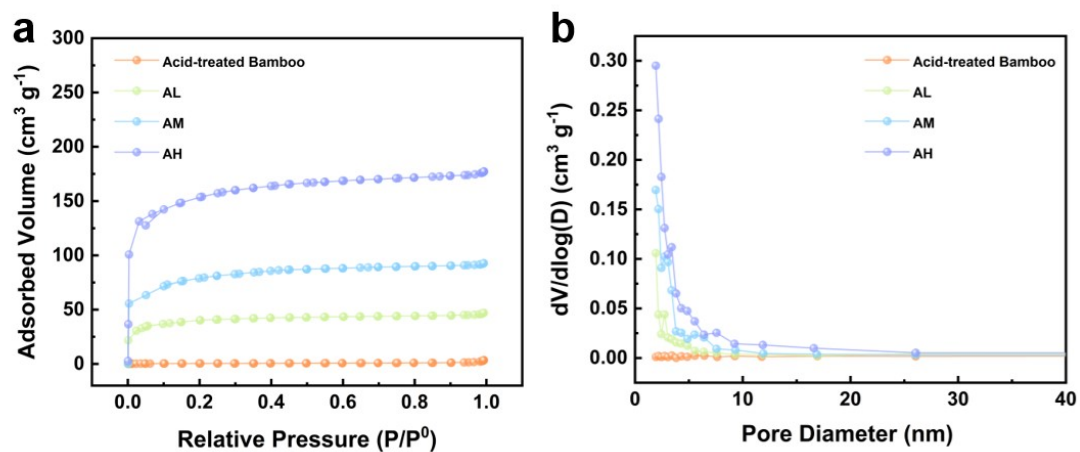 a
300
250
200
150
100
50
0
Adsorbed Volume (cm³ g⁻¹)
Acid-treated Bamboo
AL
AM
AH
0.0 0.2 0.4 0.6 0.8 1.0
Relative Pressure (P/P⁰)
b
0.30
0.25
0.20
0.15
0.10
0.05
0.00
dV/dlog(D) (cm³ g⁻¹)
Acid-treated Bamboo
AL
AM
AH
0 10 20 30 40
Pore Diameter (nm)